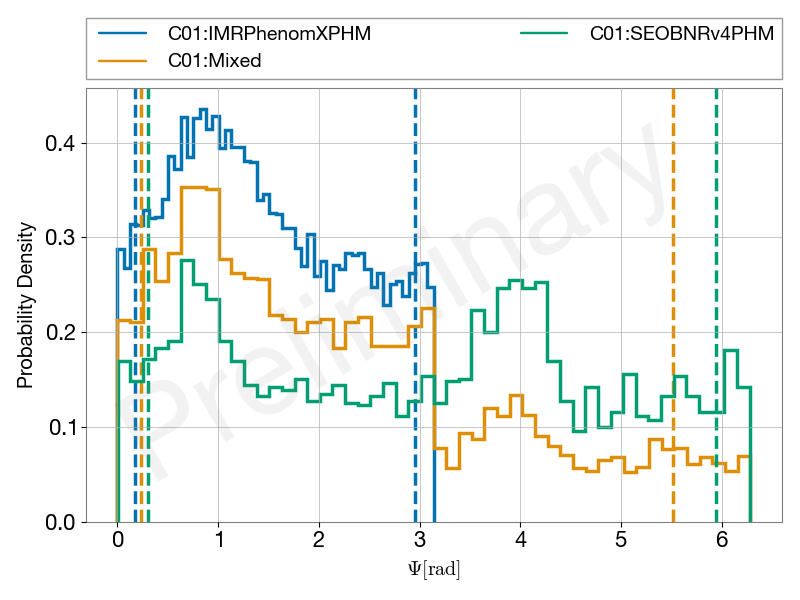 C01:IMRPhenomXPHM
C01:SEOBNRv4PHM
C01:Mixed
Preliminary
Probability Density
0.4
0.3
0.2
0.1
0.0
0 1 2 3 4 5 6
Ψ[rad]